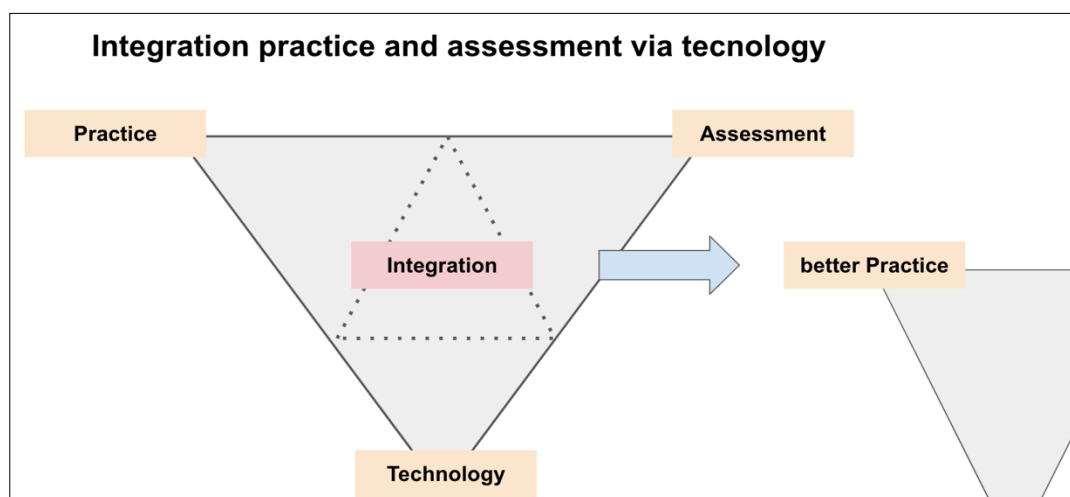 Integration practice and assessment via tecnology
Practice
Assessment
Integration
better Practice
Technology